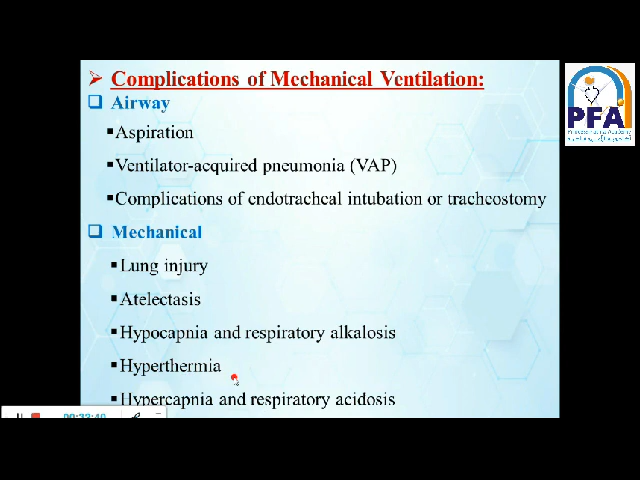 ➢ Complications of Mechanical Ventilation:
❑ Airway
▪Aspiration
▪Ventilator-acquired pneumonia (VAP)
▪Complications of endotracheal intubation or tracheostomy
❑ Mechanical
▪Lung injury
▪Atelectasis
▪Hypocapnia and respiratory alkalosis
▪Hyperthermia
▪Hypercapnia and respiratory acidosis
PFA